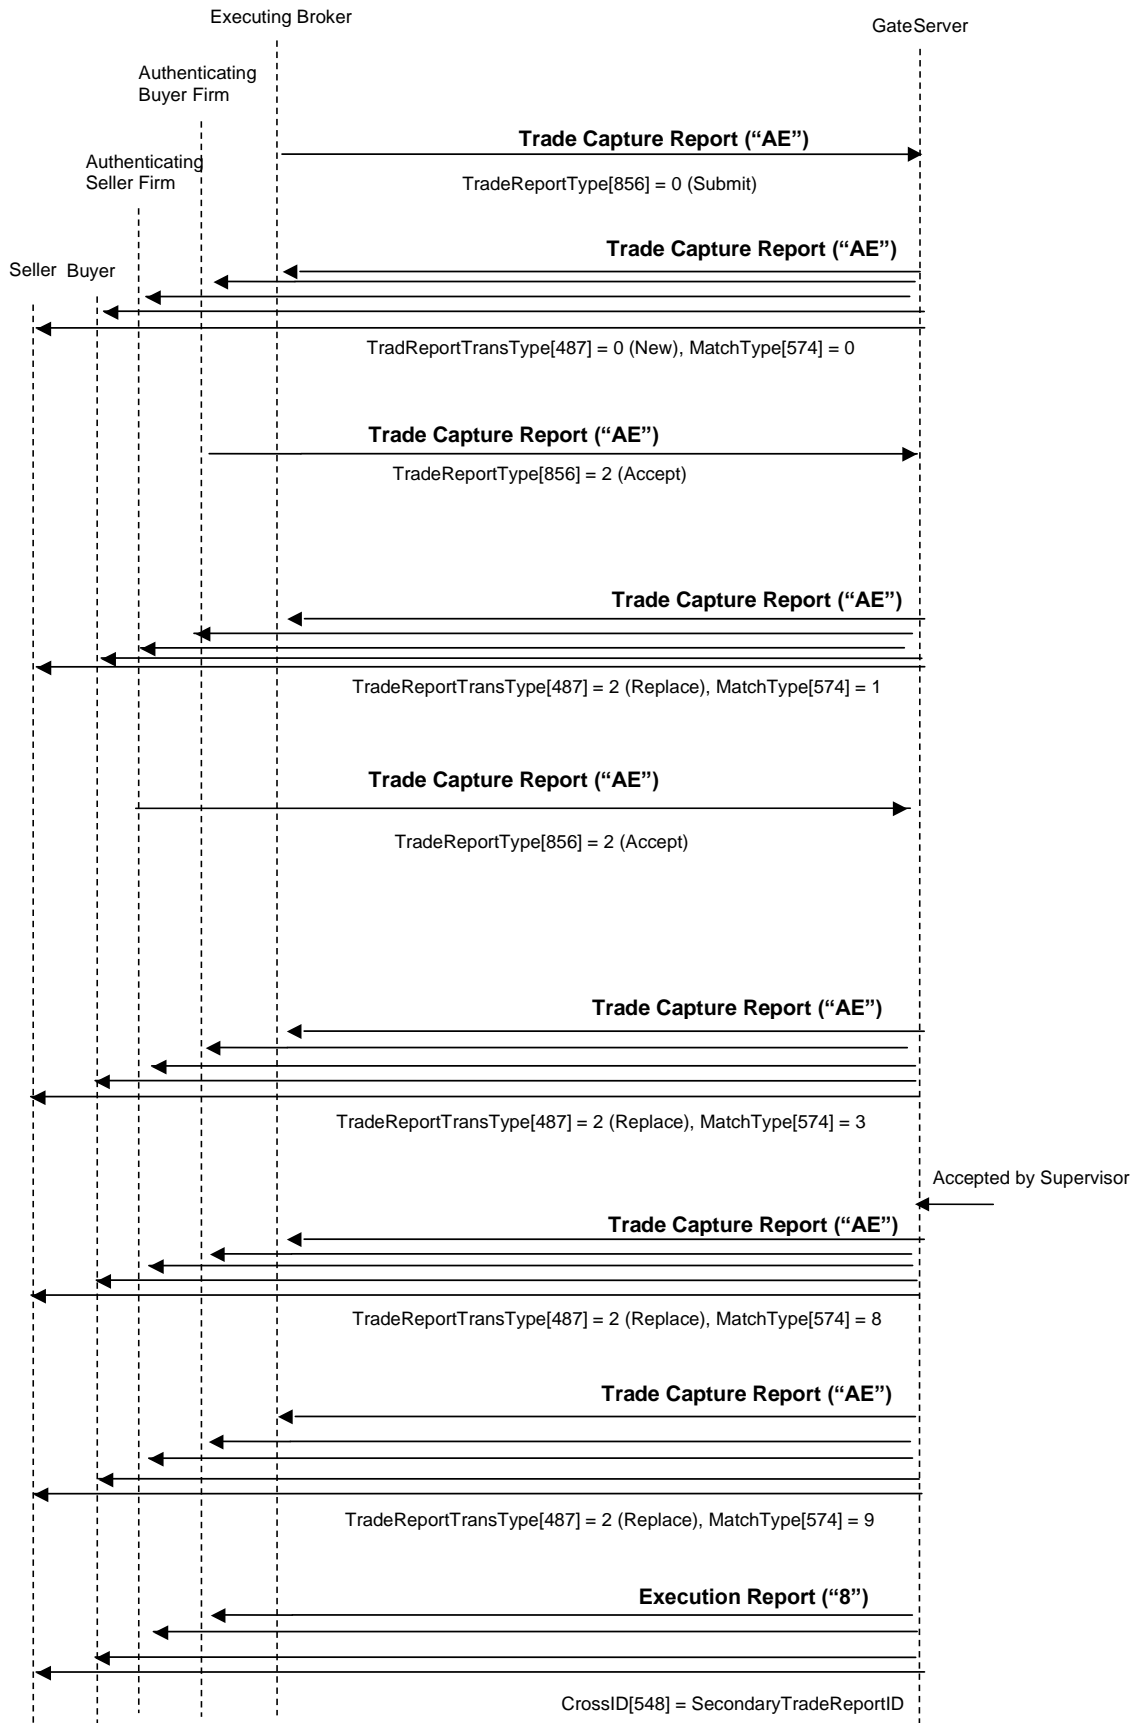 Executing Broker
GateServer
Authenticating
Buyer Firm
Trade Capture Report (“AE”)
Authenticating
Seller Firm
TradeReportType[856] = 0 (Submit)
Trade Capture Report (“AE”)
Seller
Buyer
TradReportTransType[487] = 0 (New), MatchType[574] = 0
Trade Capture Report (“AE”)
TradeReportType[856] = 2 (Accept)
Trade Capture Report (“AE”)
TradeReportTransType[487] = 2 (Replace), MatchType[574] = 1
Trade Capture Report (“AE”)
TradeReportType[856] = 2 (Accept)
Trade Capture Report (“AE”)
TradeReportTransType[487] = 2 (Replace), MatchType[574] = 3
Accepted by Supervisor
Trade Capture Report (“AE”)
TradeReportTransType[487] = 2 (Replace), MatchType[574] = 8
Trade Capture Report (“AE”)
TradeReportTransType[487] = 2 (Replace), MatchType[574] = 9
Execution Report (“8”)
CrossID[548] = SecondaryTradeReportID